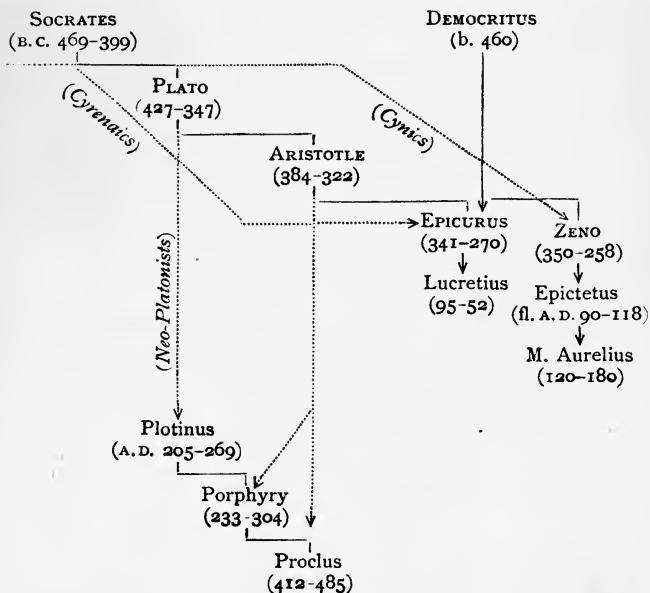 SOCRATES
(B.C. 469–399)
DEMOCRITUS
(b. 460)
PLATO
(427–347)
(Cyrenaics)
(Cynics)
ARISTOTLE
(384–322)
EPICURUS
(341–270)
ZENO
(350–258)
Lucretius
(95–52)
Epictetus
(fl. A.D. 90–118)
M. Aurelius
(120–180)
(Neo-Platonists)
Plotinus
(A.D. 205–269)
Porphyry
(233–304)
Proclus
(412–485)